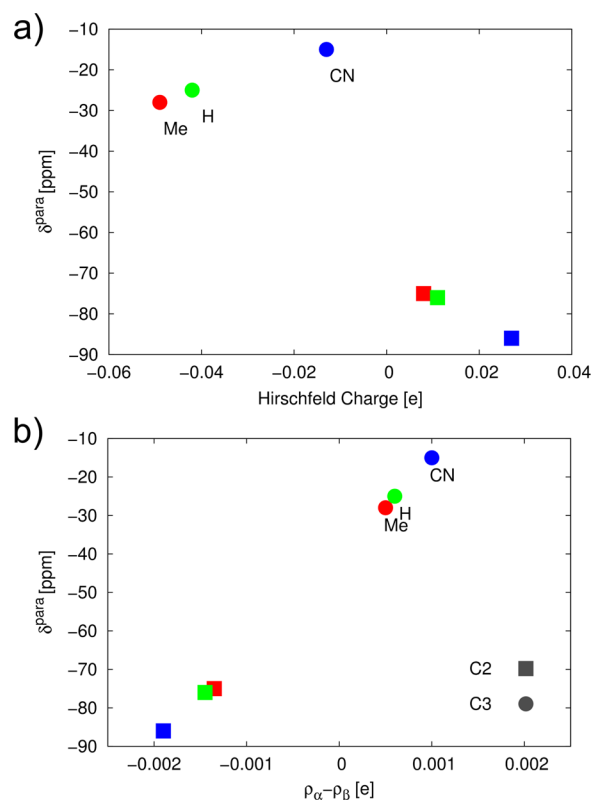 a)
−10
−20
−30
−40
−50
−60
−70
−80
−90
δpara [ppm]
CN
Me
H
−0.06
−0.04
−0.02
0
0.02
0.04
Hirschfeld Charge [e]
b)
−10
−20
−30
−40
−50
−60
−70
−80
−90
δpara [ppm]
CN
H
Me
C2
C3
−0.002
−0.001
0
0.001
0.002
ρα−ρβ [e]